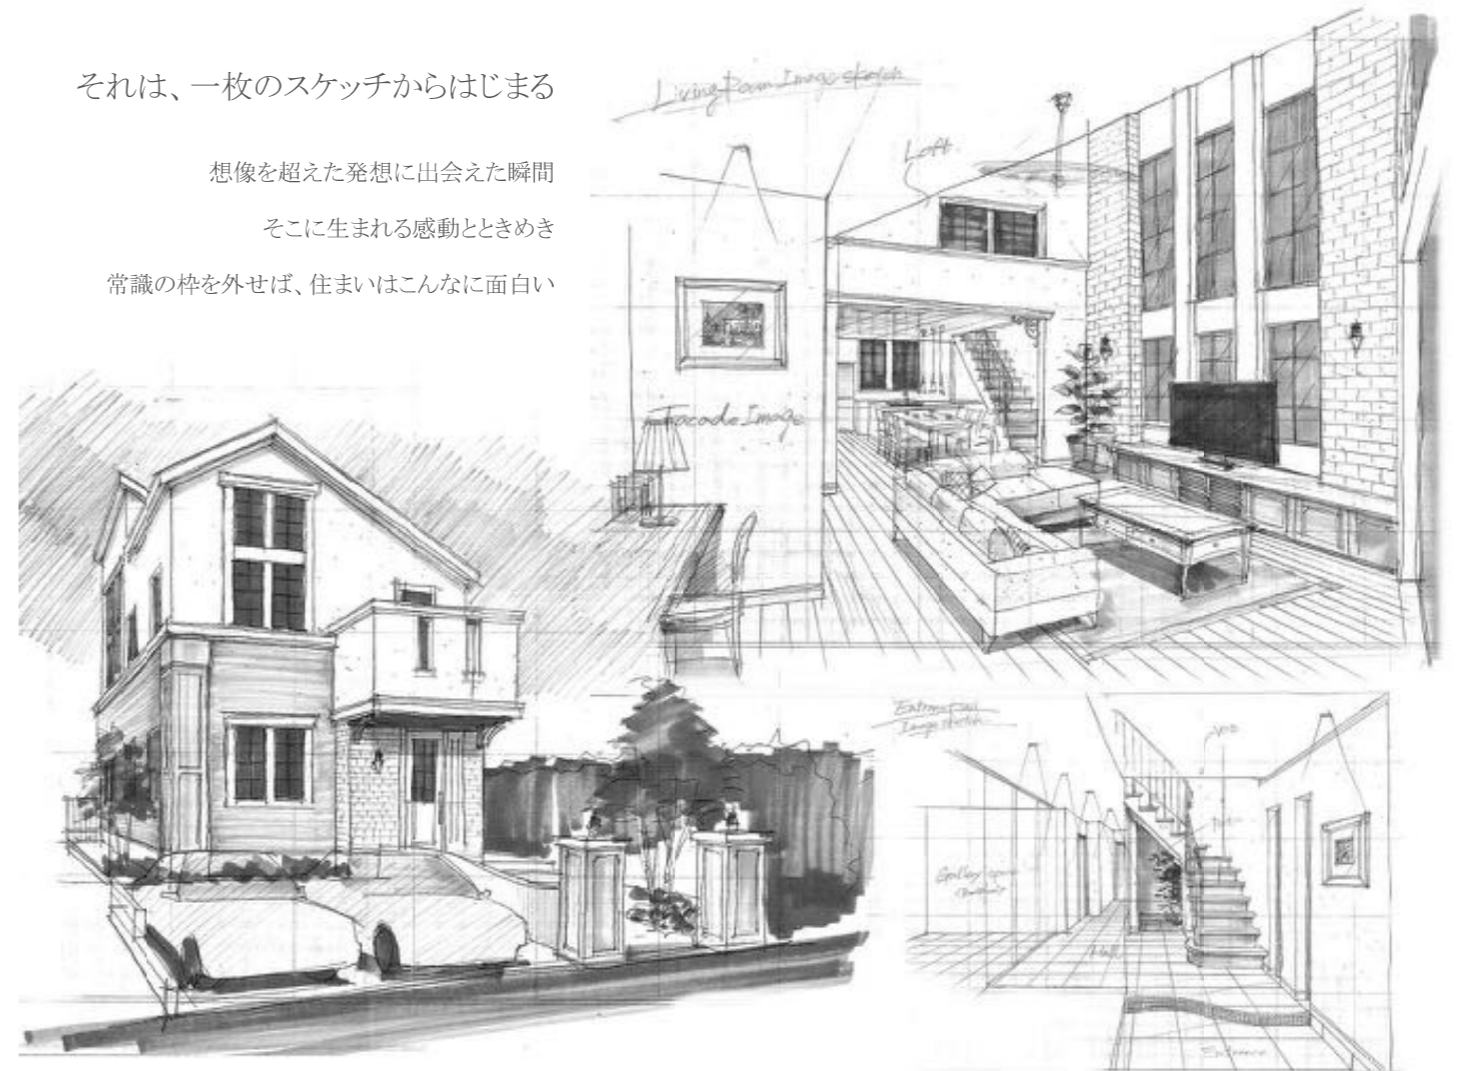 それは、一枚のスケッチからはじまる
想像を超えた発想に出会えた瞬間
そこに生まれる感動とときめき
常識の枠を外せば、住まいはこんなに面白い
Living Room Image sketch
Loft
Facade Image
Image sketch
Hall
Entrance